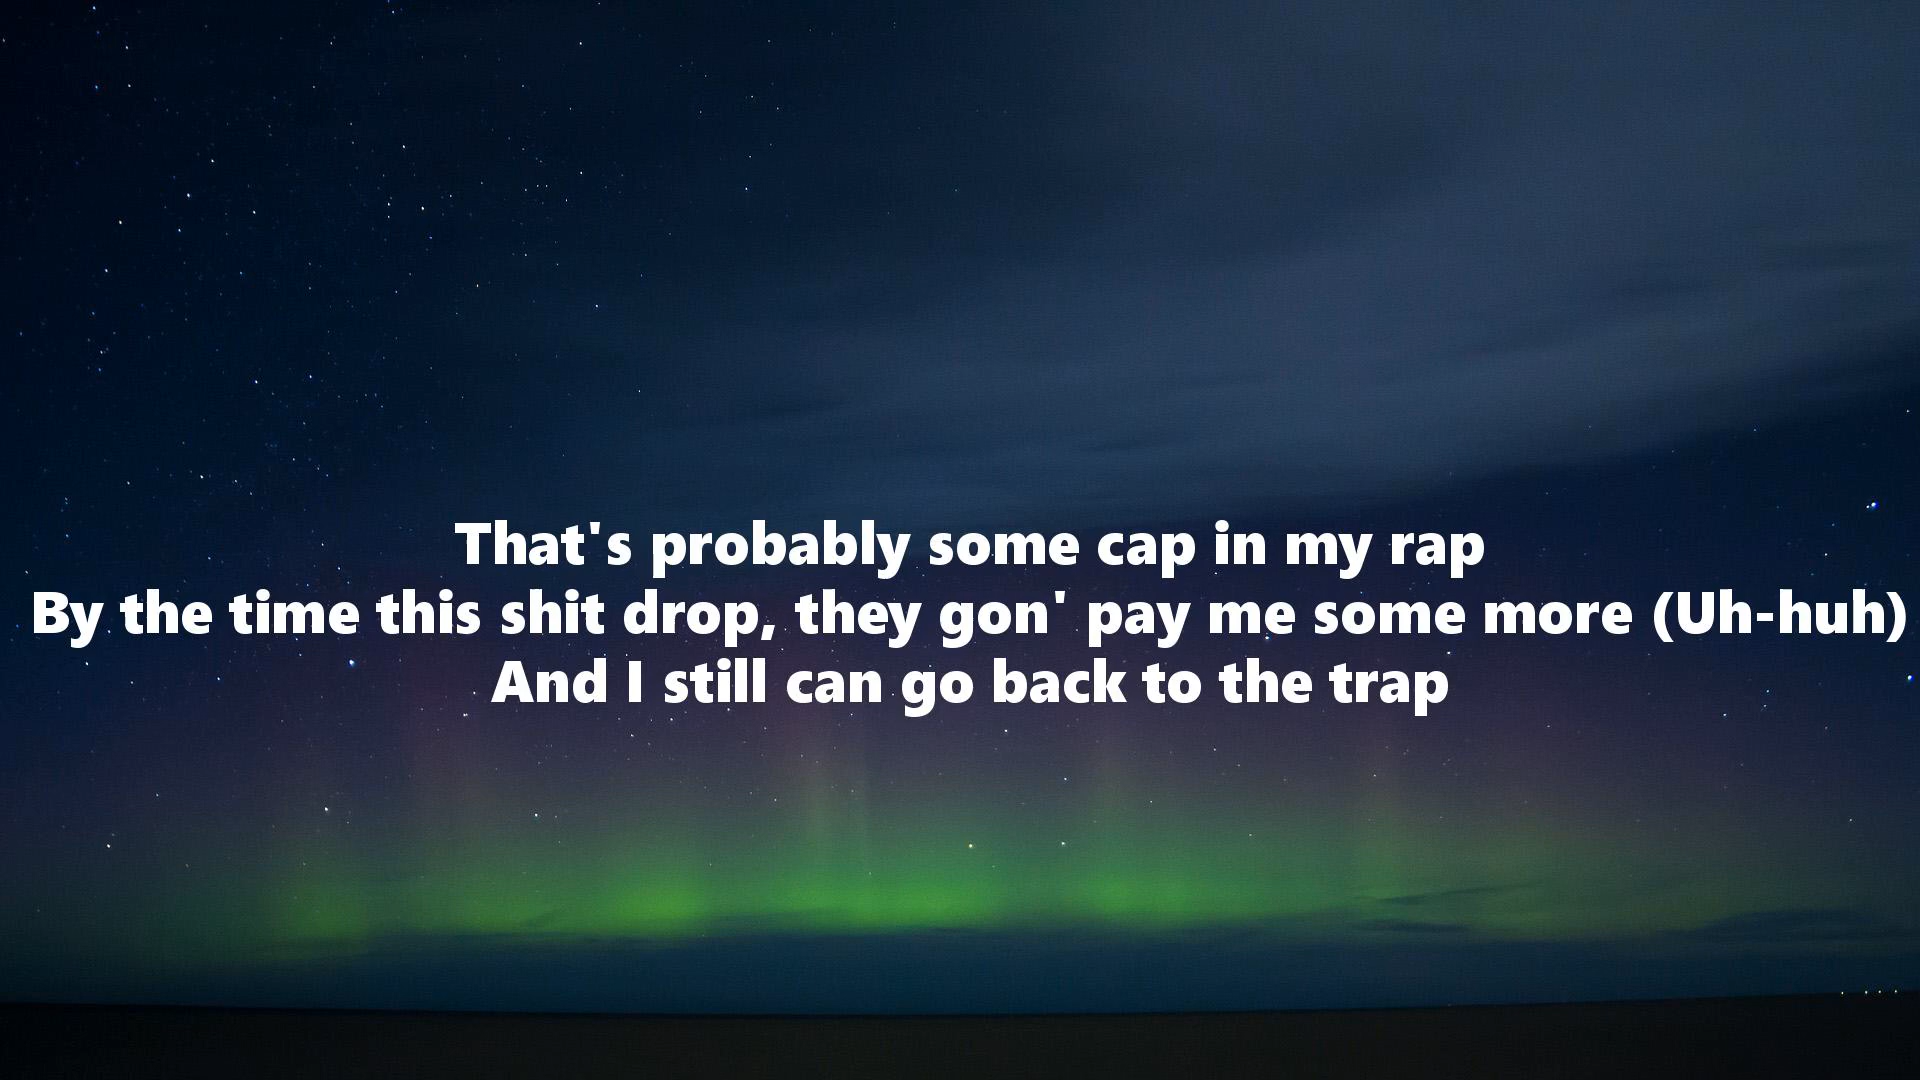 That's probably some cap in my rap
By the time this shit drop, they gon' pay me some more (Uh-huh)
And I still can go back to the trap